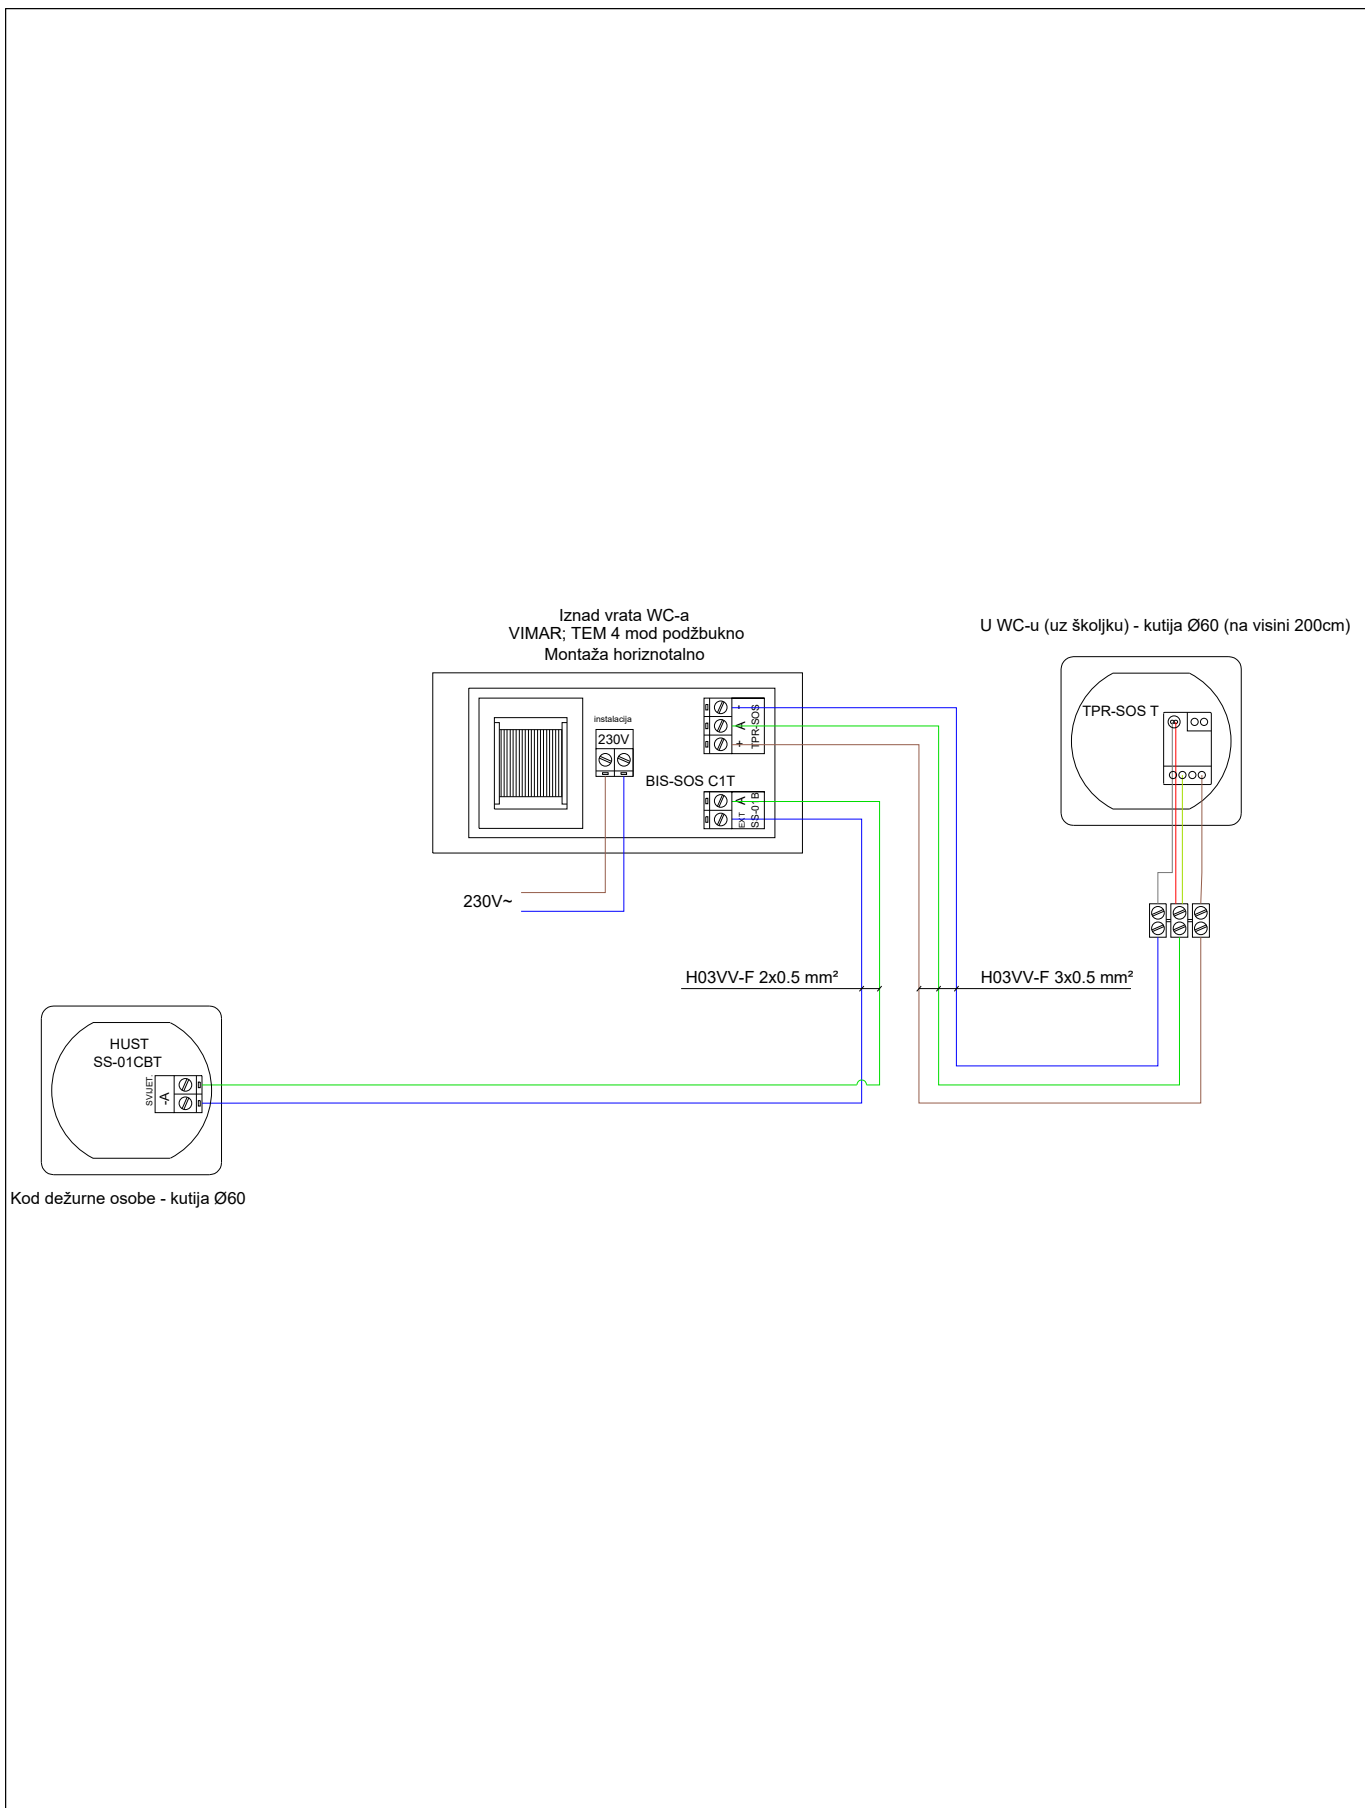 Iznad vrata WC-a
VIMAR; TEM 4 mod podžbukno
Montaža horiznotalno
U WC-u (uz školjku) - kutija Ø60 (na visini 200cm)
instalacija
230V
-
A
+
TPR-SOS
BIS-SOS C1T
A
EXT
SS-01B
TPR-SOS T
230V~
H03VV-F 2x0.5 mm²
H03VV-F 3x0.5 mm²
HUST
SS-01CBT
SVIJET.
-A
Kod dežurne osobe - kutija Ø60